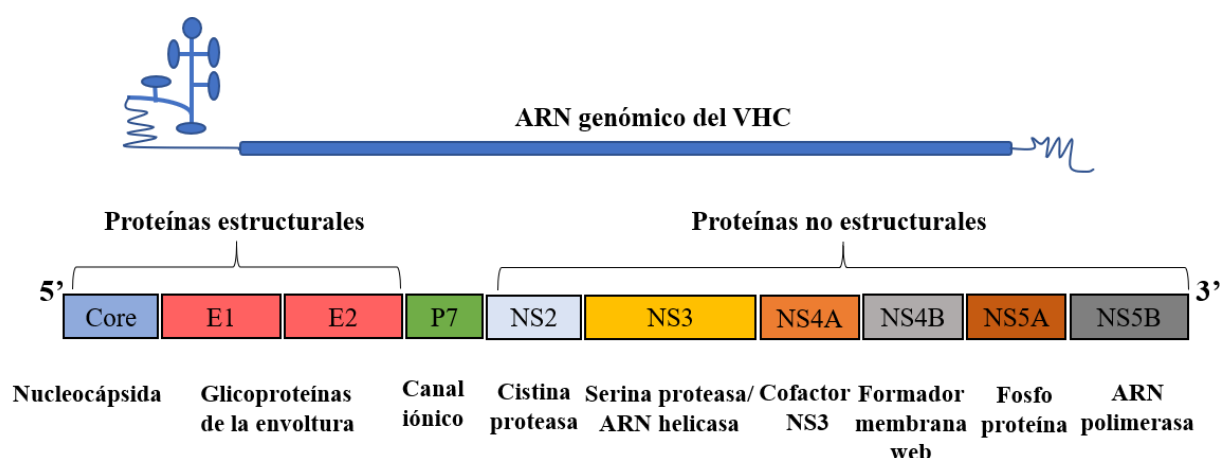 ARN genómico del VHC
Proteínas estructurales
Proteínas no estructurales
5’
Core
E1
E2
P7
NS2
NS3
NS4A
NS4B
NS5A
NS5B
3’
Nucleocápsida
Glicoproteínas
de la envoltura
Canal
iónico
Cistina
proteasa
Serina proteasa/
ARN helicasa
Cofactor
NS3
Formador
membrana
web
Fosfo
proteína
ARN
polimerasa